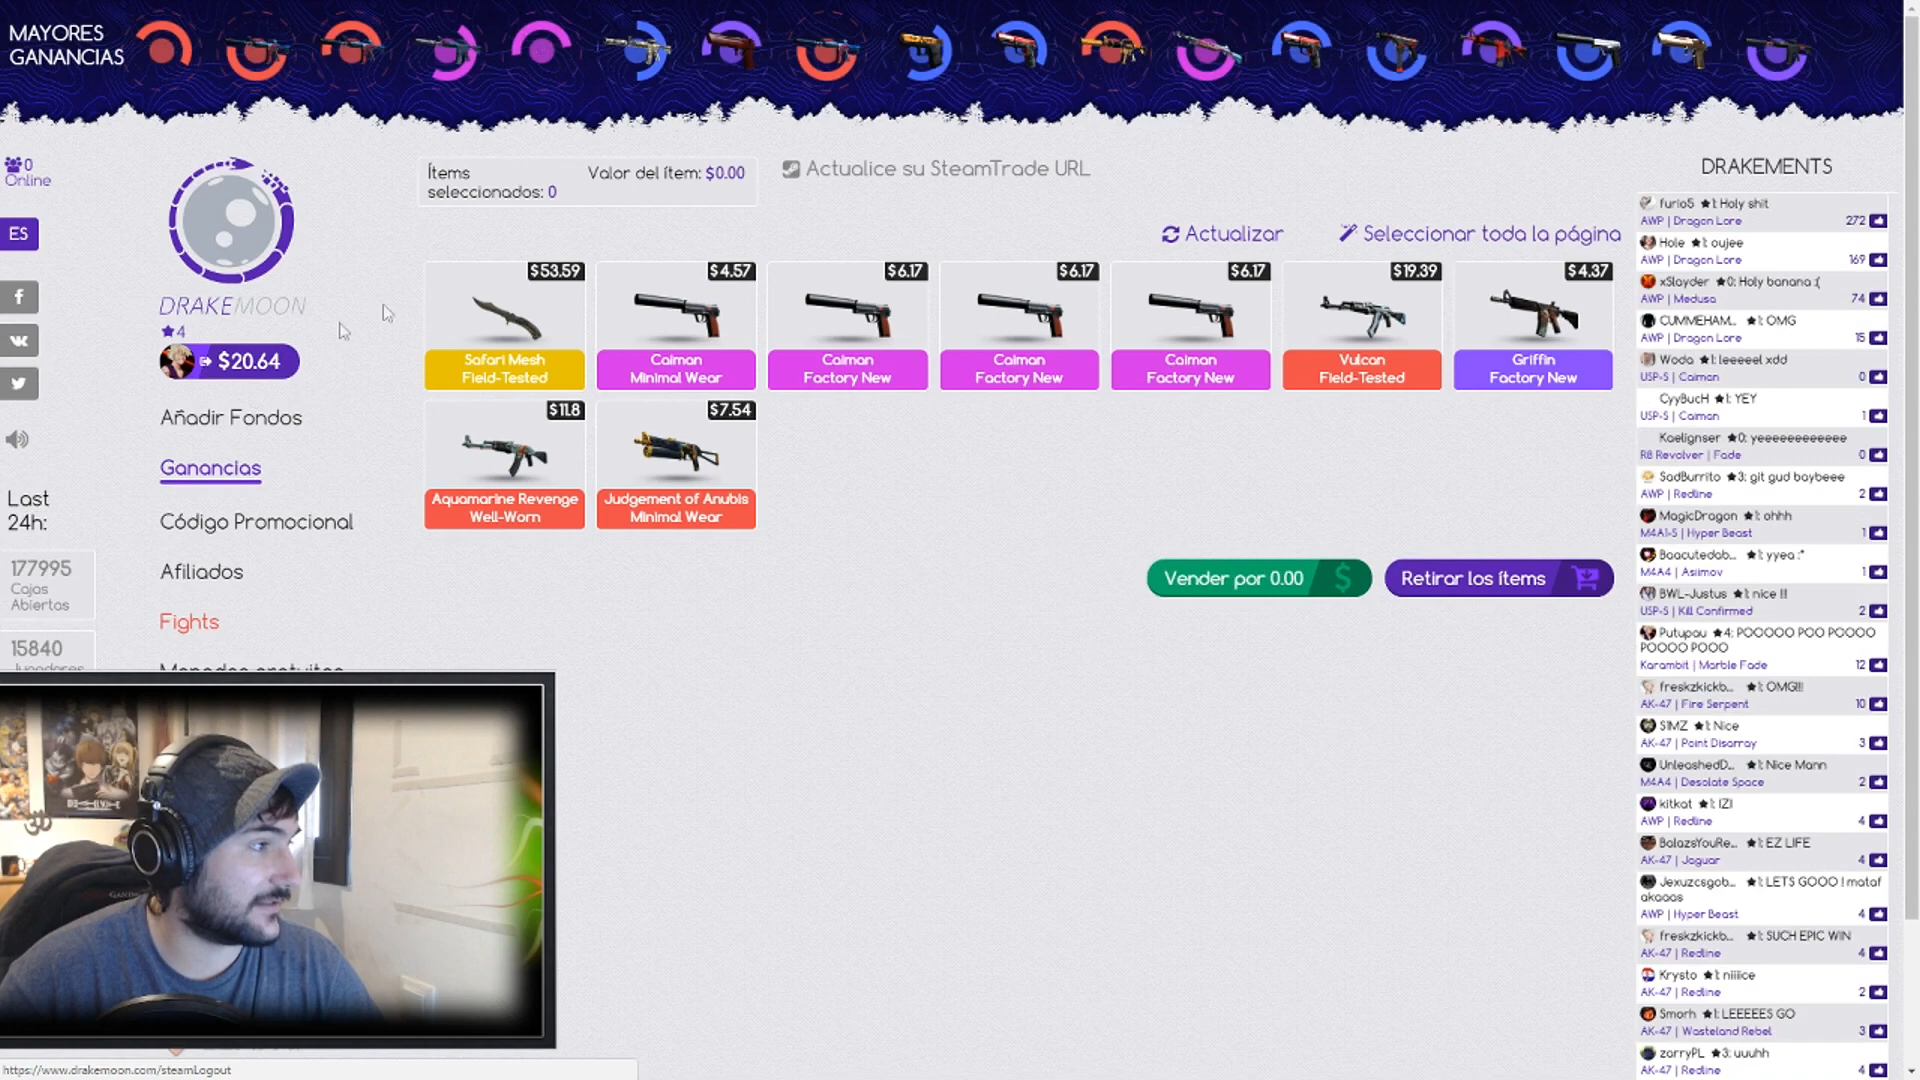 MAYORES
GANANCIAS
0
Online
ES
DRAKEMOON
4
$20.64
Añadir Fondos
Ganancias
Código Promocional
Afiliados
Fights
Monedas gratuitas
Last
24h:
177995
Cajas
Abiertas
15840
Jugadores
Ítems
seleccionados: 0
Valor del ítem: $0.00
Actualice su SteamTrade URL
Actualizar
Seleccionar toda la página
$53.59
Safari Mesh
Field-Tested
$4.57
Caiman
Minimal Wear
$6.17
Caiman
Factory New
$6.17
Caiman
Factory New
$6.17
Caiman
Factory New
$19.39
Vulcan
Field-Tested
$4.37
Griffin
Factory New
$11.8
Aquamarine Revenge
Well-Worn
$7.54
Judgement of Anubis
Minimal Wear
Vender por 0.00 $
Retirar los ítems
DRAKEMENTS
furio5 ★1: Holy shit
AWP | Dragon Lore 272
Hole ★1: oujee
AWP | Dragon Lore 169
xSlayder ★0: Holy banana :(
AWP | Medusa 74
CUMMEHAM... ★1: OMG
AWP | Dragon Lore 15
Woda ★1: leeeeel xdd
USP-S | Caiman 0
CyyBucH ★1: YEY
USP-S | Caiman 1
Kaelignser ★0: yeeeeeeeeeeee
R8 Revolver | Fade 0
SadBurrito ★3: git gud baybeee
AWP | Redline 2
MagicDragon ★1: ohhh
M4A1-S | Hyper Beast 1
Baacutedab... ★1: yyea :*
M4A4 | Asiimov 1
BWL-Justus ★1: nice !!!
USP-S | Kill Confirmed 2
Putupau ★4: POOOOO POO POOOO
POOOO POOO
Karambit | Marble Fade 12
freskzkickb... ★1: OMG!!!
AK-47 | Fire Serpent 10
S1MZ ★1: Nice
AK-47 | Point Disarray 3
UnleashedD... ★1: Nice Mann
M4A4 | Desolate Space 2
kitkat ★1: IZI
AWP | Redline 4
BalazsYouRe... ★1: EZ LIFE
AK-47 | Jaguar 4
Jexuzcsgob... ★1: LETS GOOO ! mataf
akaaas
AWP | Hyper Beast 4
freskzkickb... ★1: SUCH EPIC WIN
AK-47 | Redline 4
Krysto ★1: niiiice
AK-47 | Redline 2
Smorh ★1: LEEEEES GO
AK-47 | Wasteland Rebel 3
zorryPL ★3: uuuhh
AK-47 | Redline 4
https://www.drakemoon.com/steamLogout